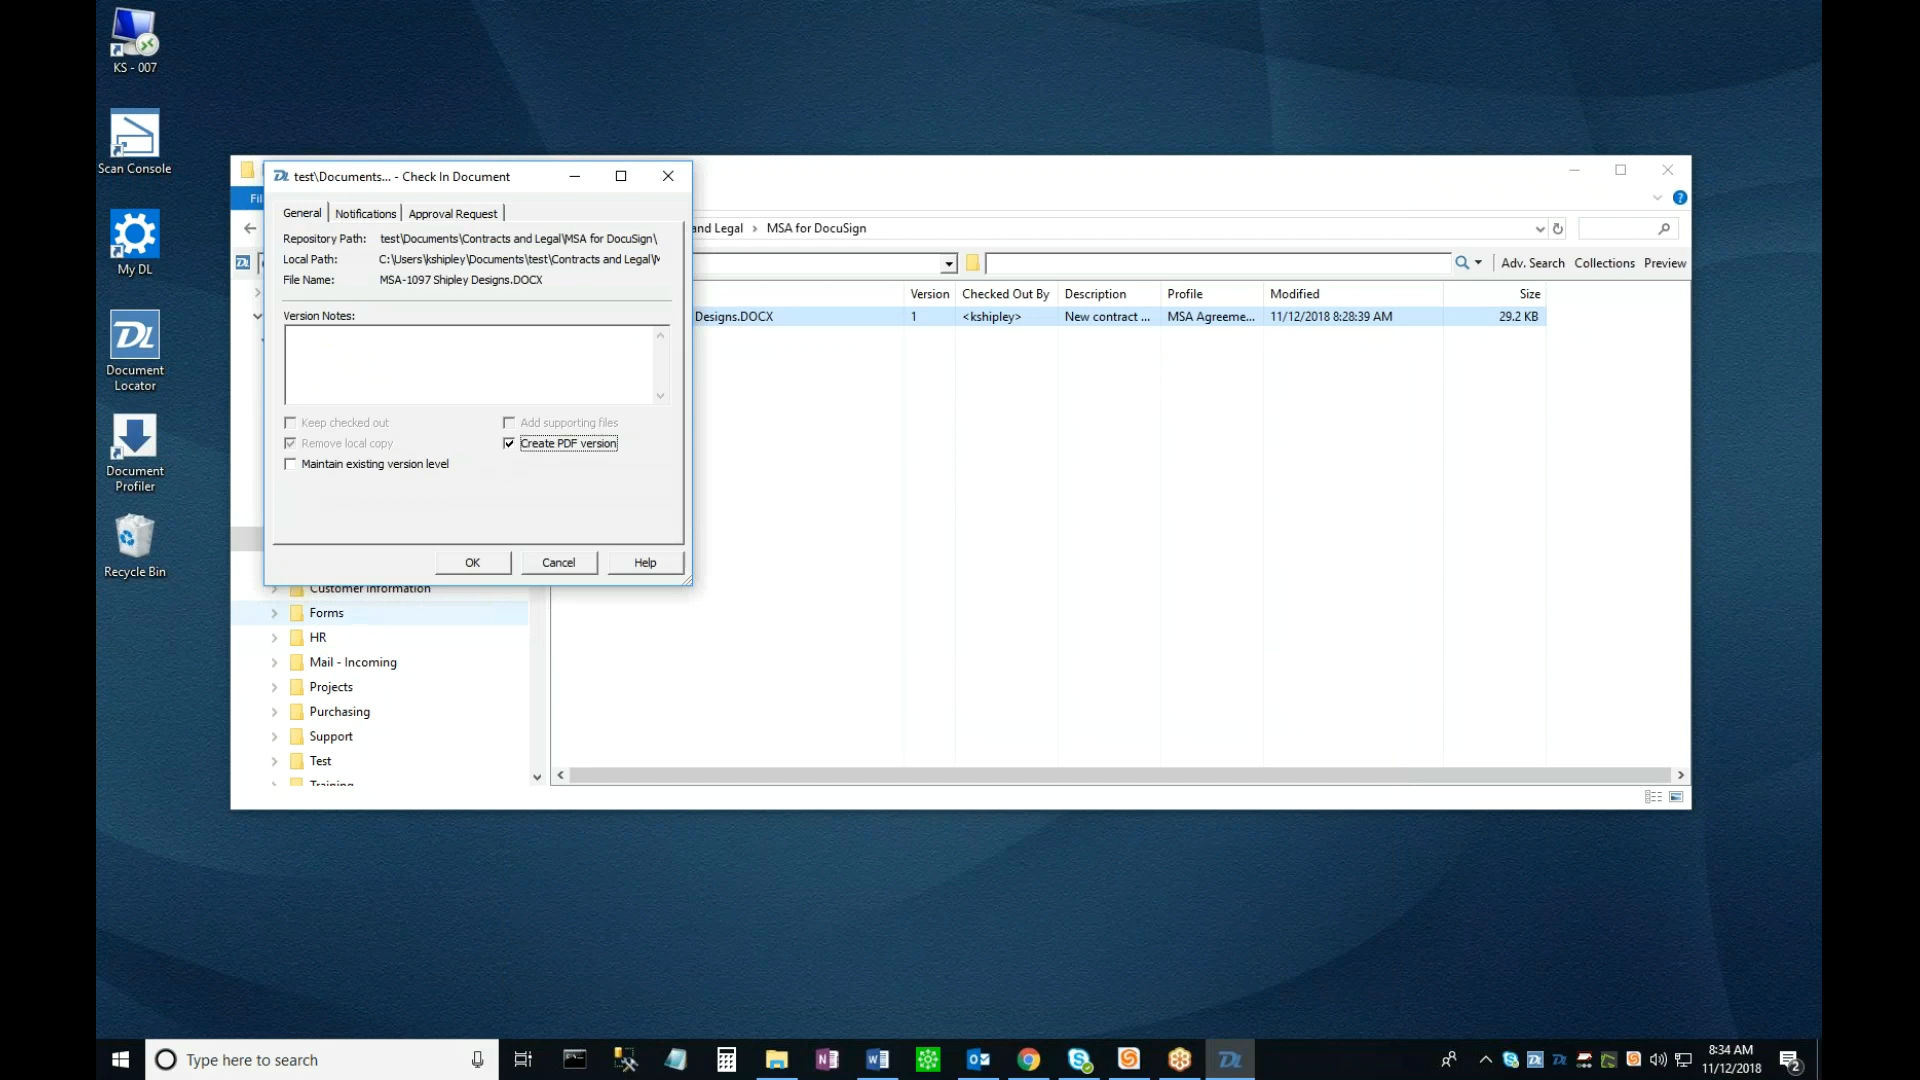 KS - 007
Scan Console
My DL
Document
Locator
Document
Profiler
Recycle Bin
DL test\Documents... - Check In Document
General
Notifications
Approval Request
Repository Path: test\Documents\Contracts and Legal\MSA for DocuSign\
Local Path: C:\Users\kshipley\Documents\test\Contracts and Legal\
File Name: MSA-1097 Shipley Designs.DOCX
Version Notes:
Keep checked out
Add supporting files
Remove local copy
Create PDF version
Maintain existing version level
OK
Cancel
Help
Fil
and Legal > MSA for DocuSign
DL
Adv. Search
Collections
Preview
Version
Checked Out By
Description
Profile
Modified
Size
Designs.DOCX
1
<kshipley>
New contract ...
MSA Agreeme...
11/12/2018 8:28:39 AM
29.2 KB
Customer Information
Forms
HR
Mail - Incoming
Projects
Purchasing
Support
Test
Training
Type here to search
8:34 AM
11/12/2018
2